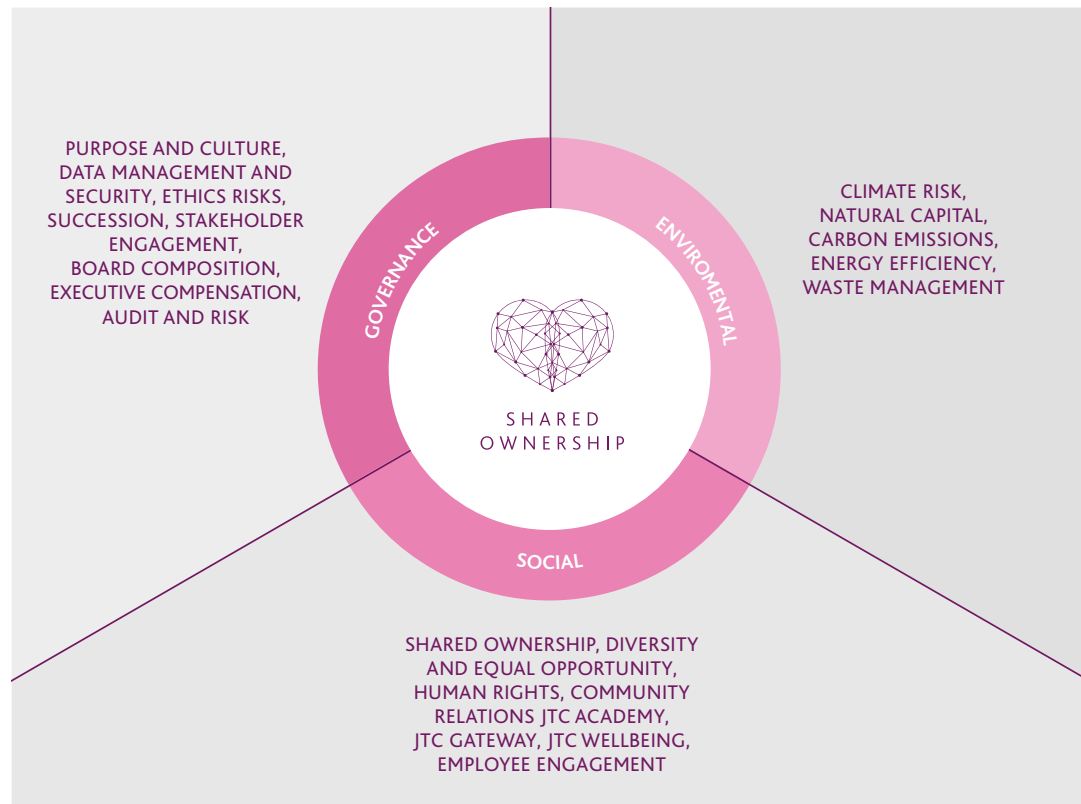 PURPOSE AND CULTURE,
DATA MANAGEMENT AND
SECURITY, ETHICS RISKS,
SUCCESSION, STAKEHOLDER
ENGAGEMENT,
BOARD COMPOSITION,
EXECUTIVE COMPENSATION,
AUDIT AND RISK
GOVERNANCE
ENVIROMENTAL
CLIMATE RISK,
NATURAL CAPITAL,
CARBON EMISSIONS,
ENERGY EFFICIENCY,
WASTE MANAGEMENT
SHARED
OWNERSHIP
SOCIAL
SHARED OWNERSHIP, DIVERSITY
AND EQUAL OPPORTUNITY,
HUMAN RIGHTS, COMMUNITY
RELATIONS JTC ACADEMY,
JTC GATEWAY, JTC WELLBEING,
EMPLOYEE ENGAGEMENT